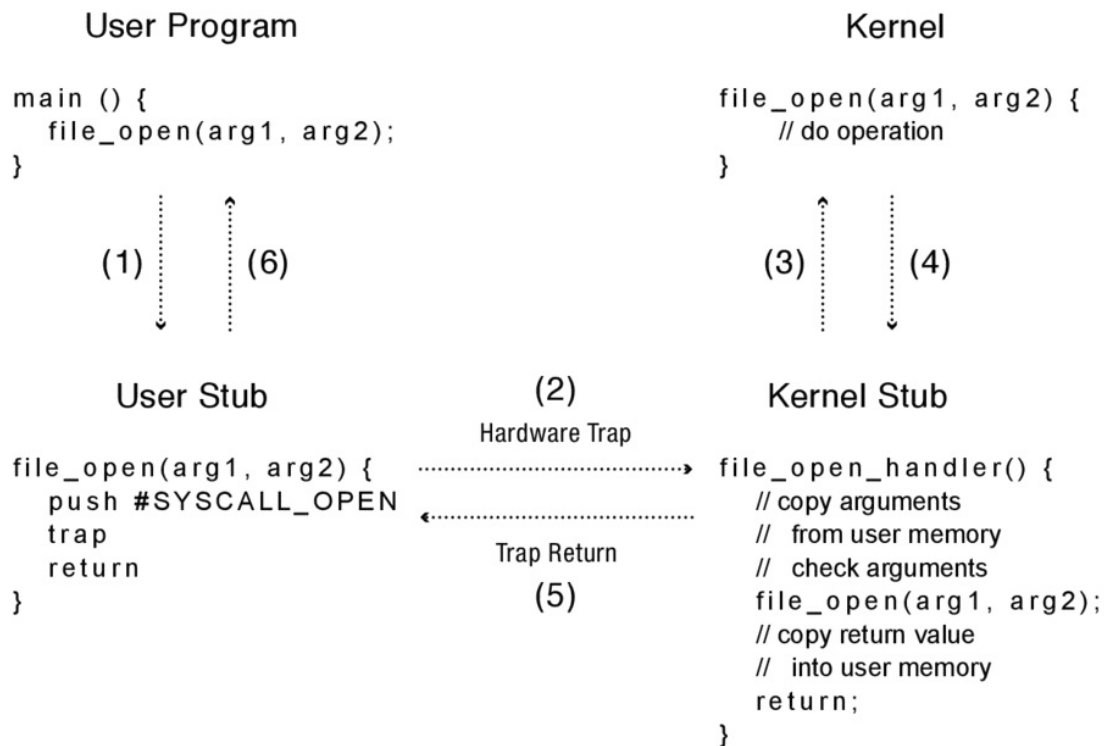 User Program
main () {
file_open(arg1, arg2);
}
Kernel
file_open(arg1, arg2) {
// do operation
}
(1)
(6)
(3)
(4)
User Stub
file_open(arg1, arg2) {
push #SYSCALL_OPEN
trap
return
}
(2)
Hardware Trap
Trap Return
(5)
Kernel Stub
file_open_handler() {
// copy arguments
// from user memory
// check arguments
file_open(arg1, arg2);
// copy return value
// into user memory
return;
}